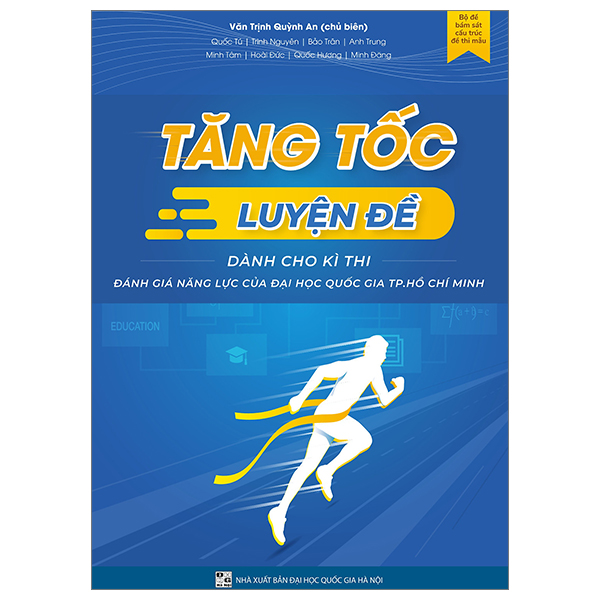 Văn Trịnh Quỳnh An (chủ biên)
Quốc Tú | Trình Nguyên | Bảo Trân | Anh Trung
Minh Tâm | Hoài Đức | Quốc Hương | Minh Đăng
Bộ đề
bám sát
cấu trúc
đề thi mẫu
TĂNG TỐC
LUYỆN ĐỀ
DÀNH CHO KÌ THI
ĐÁNH GIÁ NĂNG LỰC CỦA ĐẠI HỌC QUỐC GIA TP.HỒ CHÍ MINH
EDUCATION
NHÀ XUẤT BẢN ĐẠI HỌC QUỐC GIA HÀ NỘI